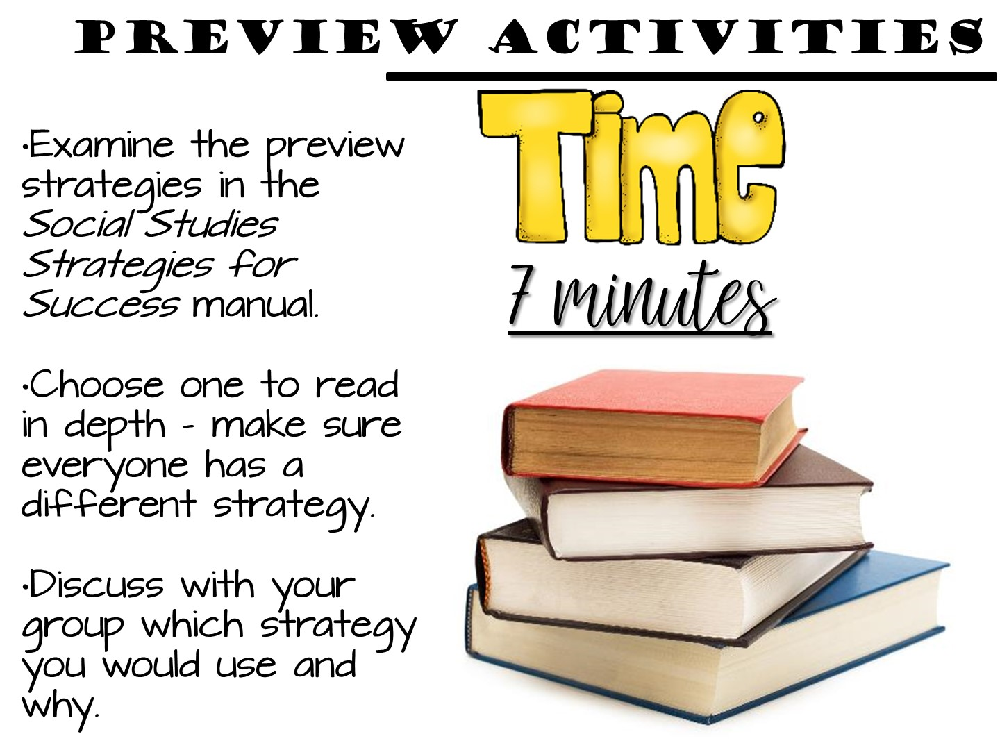 PREVIEW ACTIVITIES
•Examine the preview
strategies in the
Social Studies
Strategies for
Success manual.
•Choose one to read
in depth - make sure
everyone has a
different strategy.
•Discuss with your
group which strategy
you would use and
why.
Time
7 minutes